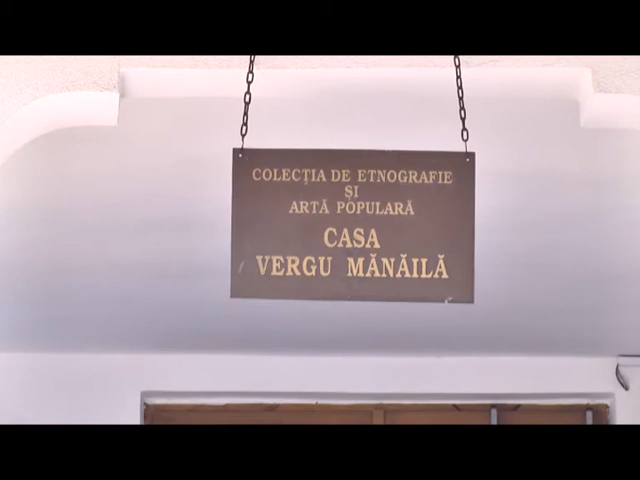 COLECȚIA DE ETNOGRAFIE
ȘI
ARTĂ POPULARĂ
CASA
VERGU MĂNĂILĂ